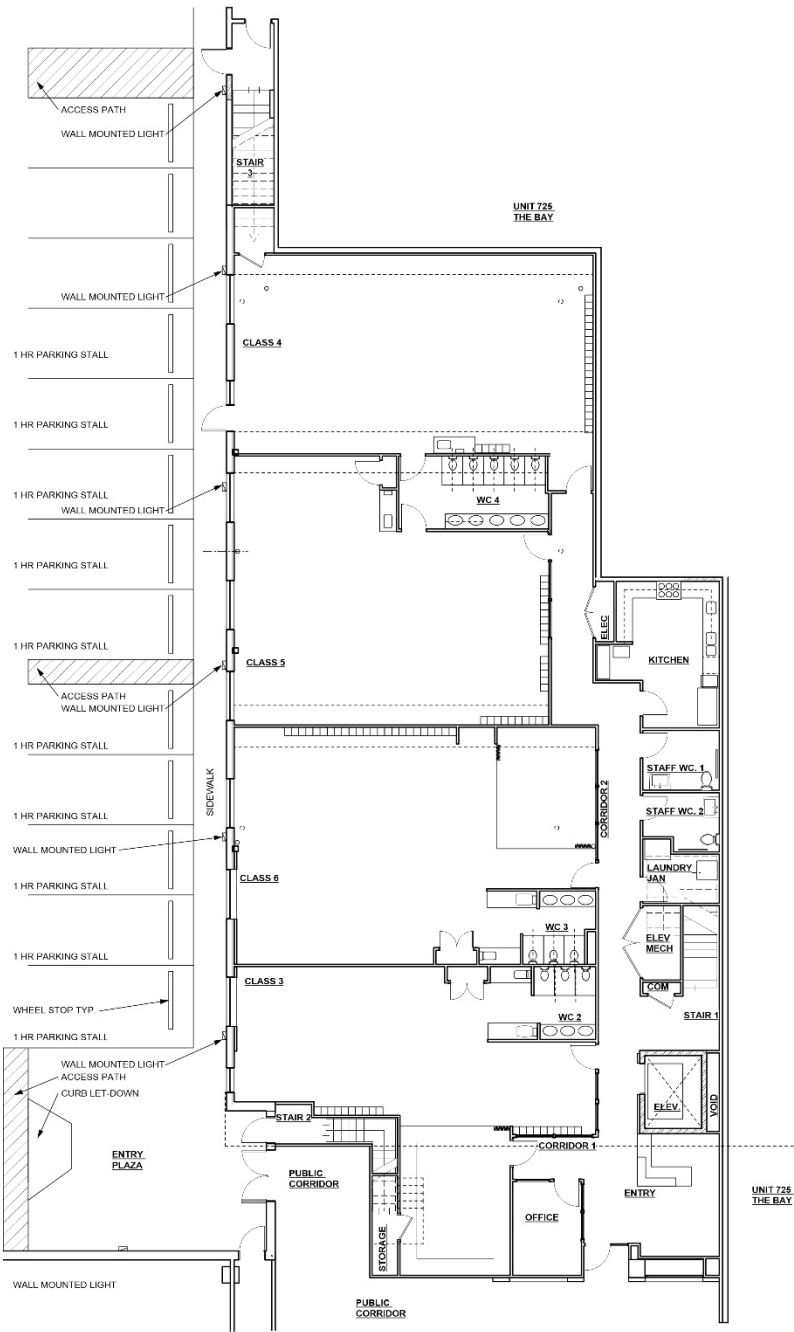 ACCESS PATH
WALL MOUNTED LIGHT
STAIR
3
UNIT 725
THE BAY
WALL MOUNTED LIGHT
CLASS 4
1 HR PARKING STALL
1 HR PARKING STALL
1 HR PARKING STALL
WALL MOUNTED LIGHT
WC 4
1 HR PARKING STALL
ELEC
1 HR PARKING STALL
CLASS 5
KITCHEN
ACCESS PATH
WALL MOUNTED LIGHT
1 HR PARKING STALL
STAFF WC. 1
SIDEWALK
CORRIDOR 2
STAFF WC. 2
1 HR PARKING STALL
WALL MOUNTED LIGHT
CLASS 6
LAUNDRY
JAN
1 HR PARKING STALL
WC 3
ELEV
MECH
1 HR PARKING STALL
CLASS 3
COM
WHEEL STOP TYP.
WC 2
STAIR 1
1 HR PARKING STALL
WALL MOUNTED LIGHT
ACCESS PATH
CURB LET-DOWN
ELEV.
VOID
STAIR 2
ENTRY
PLAZA
CORRIDOR 1
PUBLIC
CORRIDOR
ENTRY
UNIT 725
THE BAY
OFFICE
STORAGE
WALL MOUNTED LIGHT
PUBLIC
CORRIDOR